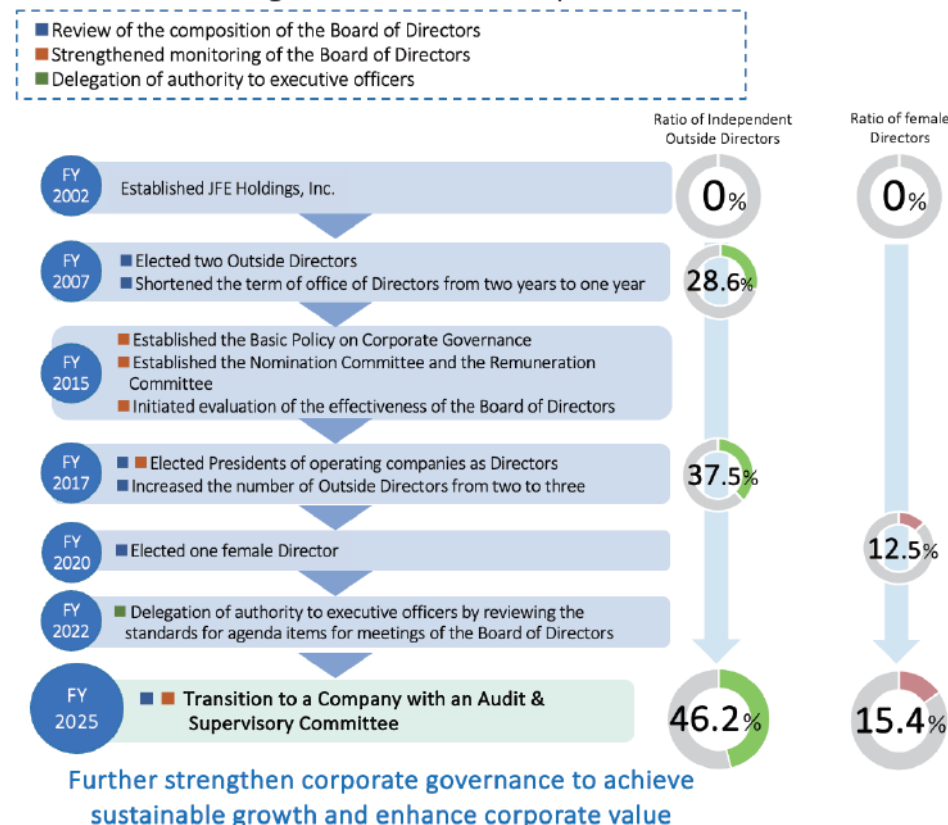 Review of the composition of the Board of Directors
Strengthened monitoring of the Board of Directors
Delegation of authority to executive officers
Ratio of Independent
Outside Directors
Ratio of female
Directors
FY
2002
Established JFE Holdings, Inc.
0%
0%
FY
2007
Elected two Outside Directors
Shortened the term of office of Directors from two years to one year
28.6%
FY
2015
Established the Basic Policy on Corporate Governance
Established the Nomination Committee and the Remuneration
Committee
Initiated evaluation of the effectiveness of the Board of Directors
FY
2017
Elected Presidents of operating companies as Directors
Increased the number of Outside Directors from two to three
37.5%
FY
2020
Elected one female Director
12.5%
FY
2022
Delegation of authority to executive officers by reviewing the
standards for agenda items for meetings of the Board of Directors
FY
2025
Transition to a Company with an Audit &
Supervisory Committee
46.2%
15.4%
Further strengthen corporate governance to achieve
sustainable growth and enhance corporate value